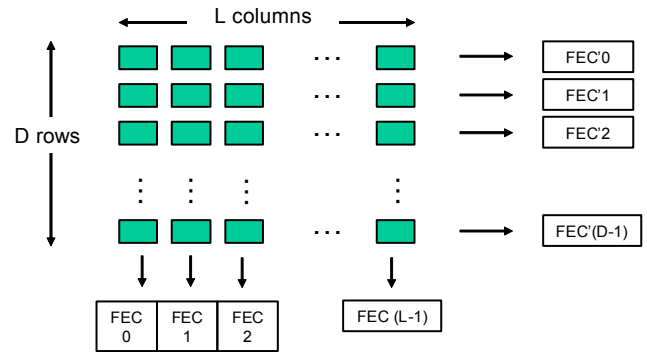 L columns
FEC'0
FEC'1
D rows
FEC'2
...
FEC'(D-1)
FEC 0
FEC 1
FEC 2
FEC (L-1)